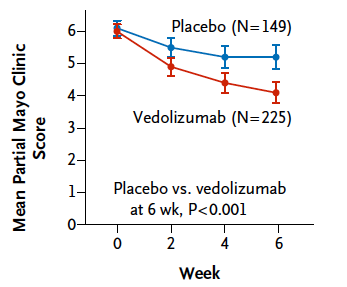 Mean Partial Mayo Clinic
Score
6
5
4
3
2
1
0
Placebo (N=149)
Vedolizumab (N=225)
Placebo vs. vedolizumab
at 6 wk, P<0.001
0 2 4 6
Week